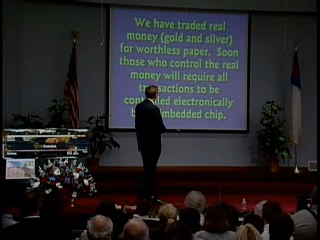 We have traded real
money (gold and silver)
for worthless paper. Soon
those who control the real
money will require all
transactions to be
electronically
embedded chip.